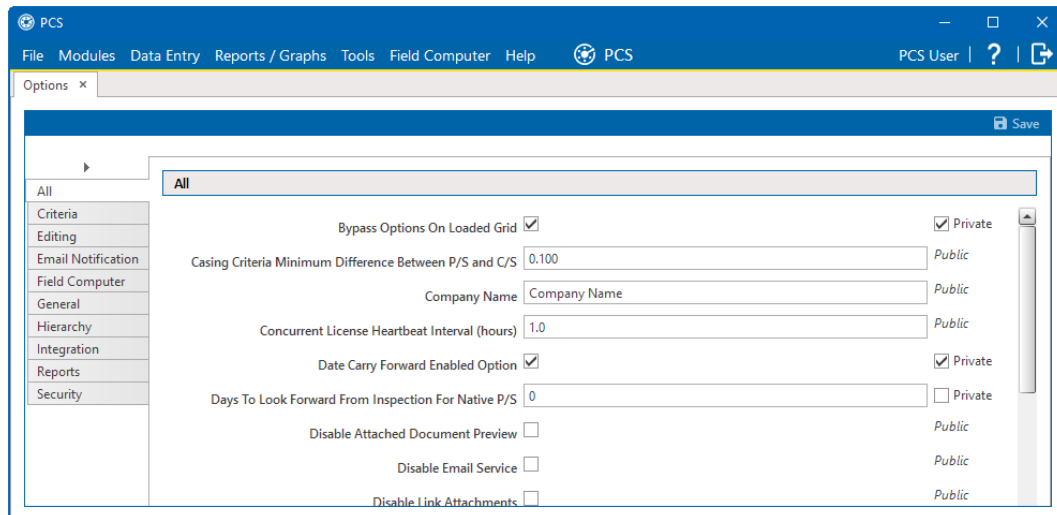 PCS
File Modules Data Entry Reports / Graphs Tools Field Computer Help PCS PCS User | ? |
Options ×
Save
All
Criteria
Editing
Email Notification
Field Computer
General
Hierarchy
Integration
Reports
Security
All
Bypass Options On Loaded Grid Private
Casing Criteria Minimum Difference Between P/S and C/S 0.100 Public
Company Name Company Name Public
Concurrent License Heartbeat Interval (hours) 1.0 Public
Date Carry Forward Enabled Option Private
Days To Look Forward From Inspection For Native P/S 0 Private
Disable Attached Document Preview Public
Disable Email Service Public
Disable Link Attachments Public